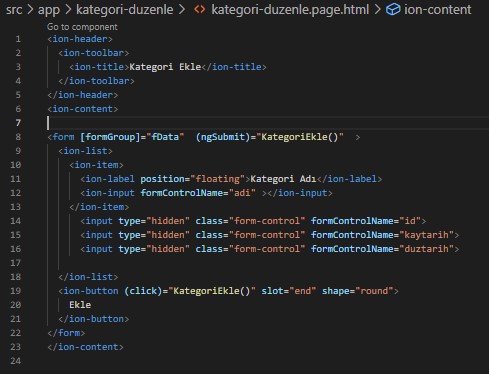 src > app > kategori-duzenle > <> kategori-duzenle.page.html > ion-content
Go to component
1 <ion-header>
2 <ion-toolbar>
3 <ion-title>Kategori Ekle</ion-title>
4 </ion-toolbar>
5 </ion-header>
6 <ion-content>
7
8 <form [formGroup]="fData" (ngSubmit)="KategoriEkle()" >
9 <ion-list>
10 <ion-item>
11 <ion-label position="floating">Kategori Adı</ion-label>
12 <ion-input formControlName="adi" ></ion-input>
13 </ion-item>
14 <input type="hidden" class="form-control" formControlName="id">
15 <input type="hidden" class="form-control" formControlName="kaytarih">
16 <input type="hidden" class="form-control" formControlName="duztarih">
17
18 </ion-list>
19 <ion-button (click)="KategoriEkle()" slot="end" shape="round">
20 Ekle
21 </ion-button>
22 </form>
23 </ion-content>
24